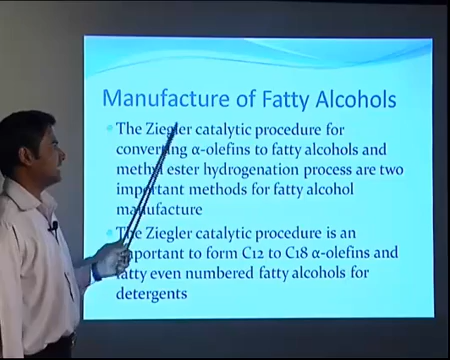 Manufacture of Fatty Alcohols
The Ziegler catalytic procedure for
converting α-olefins to fatty alcohols and
methyl ester hydrogenation process are two
important methods for fatty alcohol
manufacture
The Ziegler catalytic procedure is an
important to form C12 to C18 α-olefins and
fatty even numbered fatty alcohols for
detergents